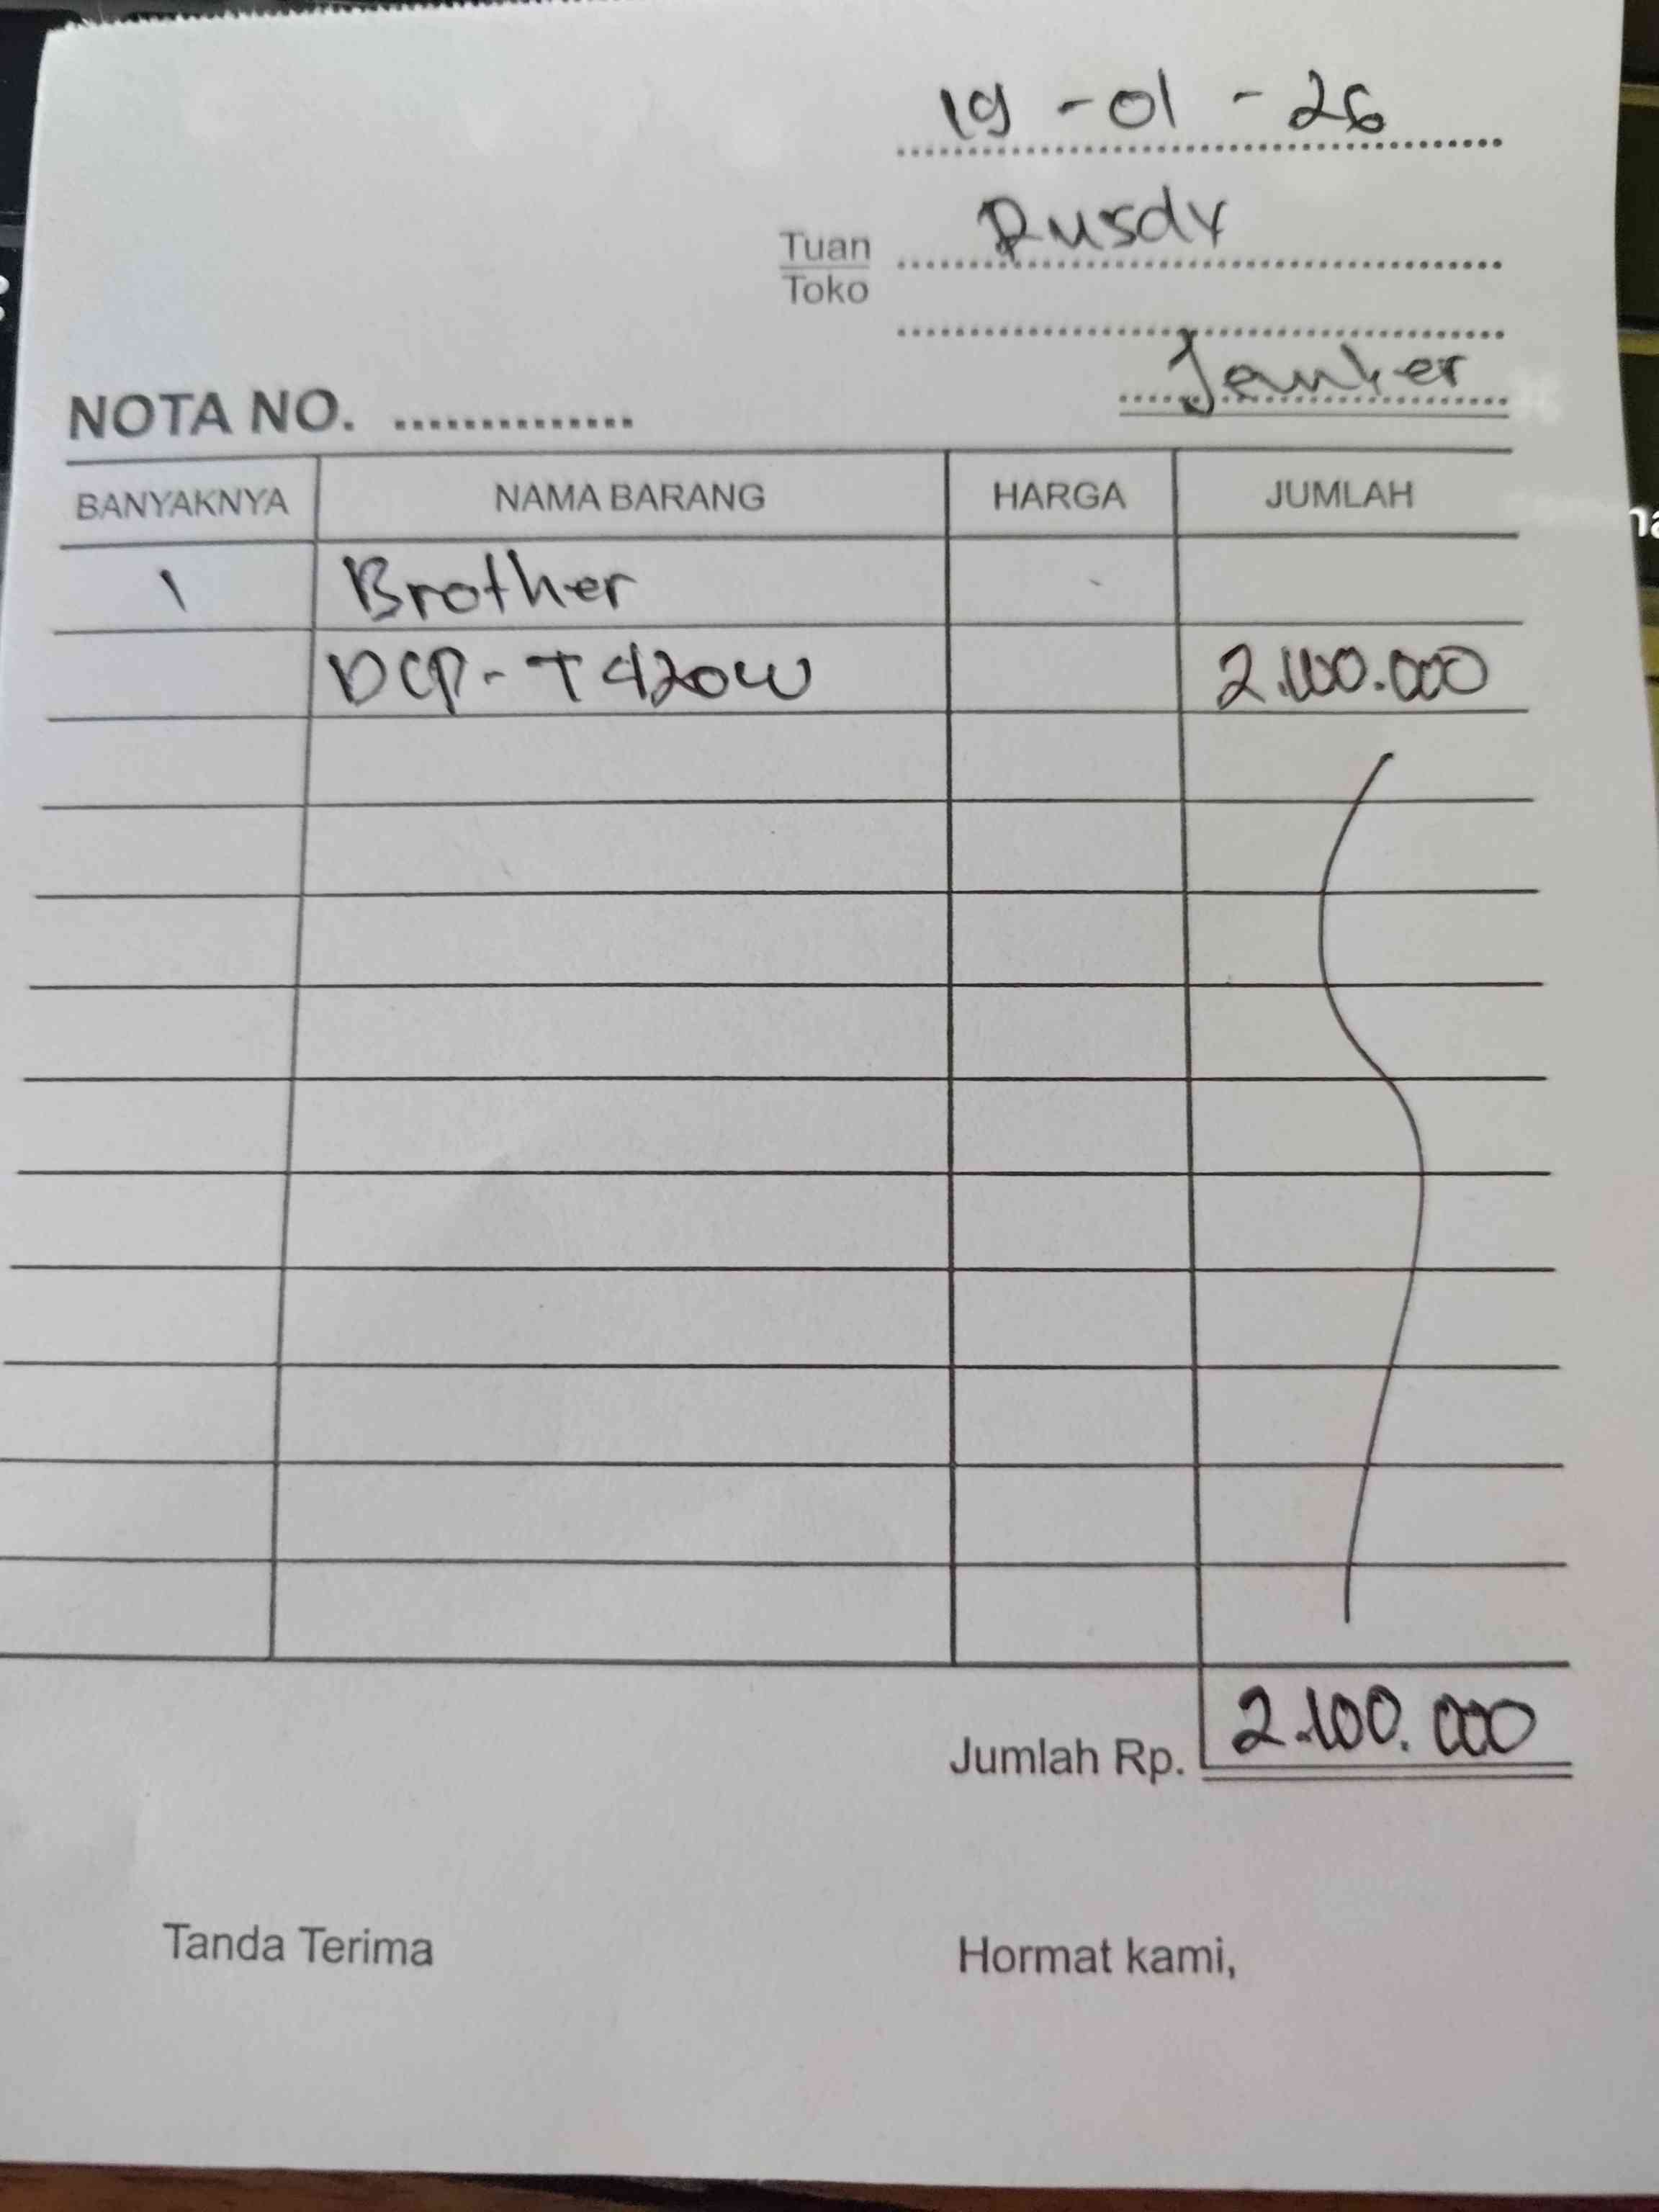 19 - 01 - 26
Tuan Rusdy
Toko
NOTA NO. ..............
BANYAKNYA NAMA BARANG HARGA JUMLAH
1 Brother
DCP - T420W 2.100.000
Jumlah Rp. 2.100.000
Tanda Terima Hormat kami,